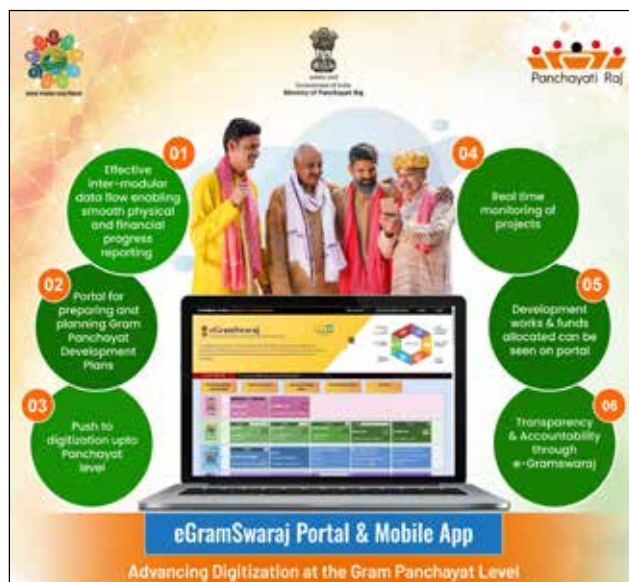 Government of India
Ministry of Panchayati Raj
Panchayati Raj
01
Effective
inter-modular
data flow enabling
smooth physical
and financial
progress
reporting
02
Portal for
preparing and
planning Gram
Panchayat
Development
Plans
03
Push to
digitization upto
Panchayat
level
04
Real time
monitoring of
projects
05
Development
works & funds
allocated can be
seen on portal
06
Transparency
& Accountability
through
e-Gramswaraj
eGramSwaraj
eGramSwaraj Portal & Mobile App
Advancing Digitization at the Gram Panchayat Level